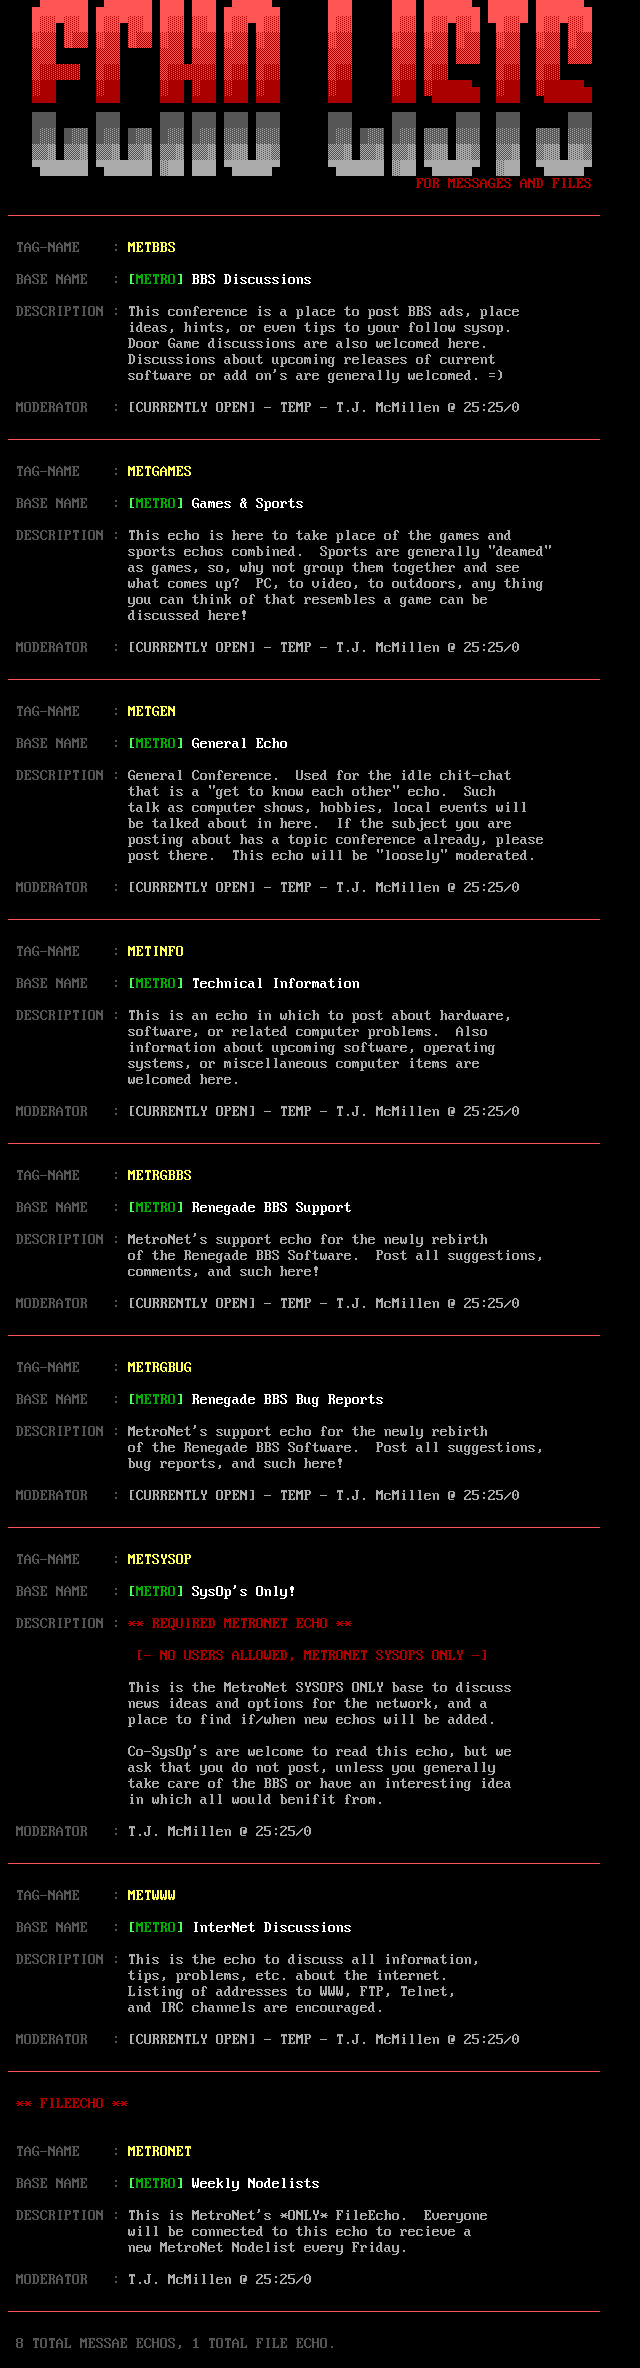 ECHO LIST
FOR MESSAGES AND FILES
TAG-NAME : METBBS
BASE NAME : [METRO] BBS Discussions
DESCRIPTION : This conference is a place to post BBS ads, place
ideas, hints, or even tips to your follow sysop.
Door Game discussions are also welcomed here.
Discussions about upcoming releases of current
software or add on's are generally welcomed. =)
MODERATOR : [CURRENTLY OPEN] - TEMP - T.J. McMillen @ 25:25/0
TAG-NAME : METGAMES
BASE NAME : [METRO] Games & Sports
DESCRIPTION : This echo is here to take place of the games and
sports echos combined. Sports are generally "deamed"
as games, so, why not group them together and see
what comes up? PC, to video, to outdoors, any thing
you can think of that resembles a game can be
discussed here!
MODERATOR : [CURRENTLY OPEN] - TEMP - T.J. McMillen @ 25:25/0
TAG-NAME : METGEN
BASE NAME : [METRO] General Echo
DESCRIPTION : General Conference. Used for the idle chit-chat
that is a "get to know each other" echo. Such
talk as computer shows, hobbies, local events will
be talked about in here. If the subject you are
posting about has a topic conference already, please
post there. This echo will be "loosely" moderated.
MODERATOR : [CURRENTLY OPEN] - TEMP - T.J. McMillen @ 25:25/0
TAG-NAME : METINFO
BASE NAME : [METRO] Technical Information
DESCRIPTION : This is an echo in which to post about hardware,
software, or related computer problems. Also
information about upcoming software, operating
systems, or miscellaneous computer items are
welcomed here.
MODERATOR : [CURRENTLY OPEN] - TEMP - T.J. McMillen @ 25:25/0
TAG-NAME : METRGBBS
BASE NAME : [METRO] Renegade BBS Support
DESCRIPTION : MetroNet's support echo for the newly rebirth
of the Renegade BBS Software. Post all suggestions,
comments, and such here!
MODERATOR : [CURRENTLY OPEN] - TEMP - T.J. McMillen @ 25:25/0
TAG-NAME : METRGBUG
BASE NAME : [METRO] Renegade BBS Bug Reports
DESCRIPTION : MetroNet's support echo for the newly rebirth
of the Renegade BBS Software. Post all suggestions,
bug reports, and such here!
MODERATOR : [CURRENTLY OPEN] - TEMP - T.J. McMillen @ 25:25/0
TAG-NAME : METSYSOP
BASE NAME : [METRO] SysOp's Only!
DESCRIPTION : ** REQUIRED METRONET ECHO **
[- NO USERS ALLOWED, METRONET SYSOPS ONLY -]
This is the MetroNet SYSOPS ONLY base to discuss
news ideas and options for the network, and a
place to find if/when new echos will be added.
Co-SysOp's are welcome to read this echo, but we
ask that you do not post, unless you generally
take care of the BBS or have an interesting idea
in which all would benifit from.
MODERATOR : T.J. McMillen @ 25:25/0
TAG-NAME : METWWW
BASE NAME : [METRO] InterNet Discussions
DESCRIPTION : This is the echo to discuss all information,
tips, problems, etc. about the internet.
Listing of addresses to WWW, FTP, Telnet,
and IRC channels are encouraged.
MODERATOR : [CURRENTLY OPEN] - TEMP - T.J. McMillen @ 25:25/0
** FILEECHO **
TAG-NAME : METRONET
BASE NAME : [METRO] Weekly Nodelists
DESCRIPTION : This is MetroNet's *ONLY* FileEcho. Everyone
will be connected to this echo to recieve a
new MetroNet Nodelist every Friday.
MODERATOR : T.J. McMillen @ 25:25/0
8 TOTAL MESSAE ECHOS, 1 TOTAL FILE ECHO.